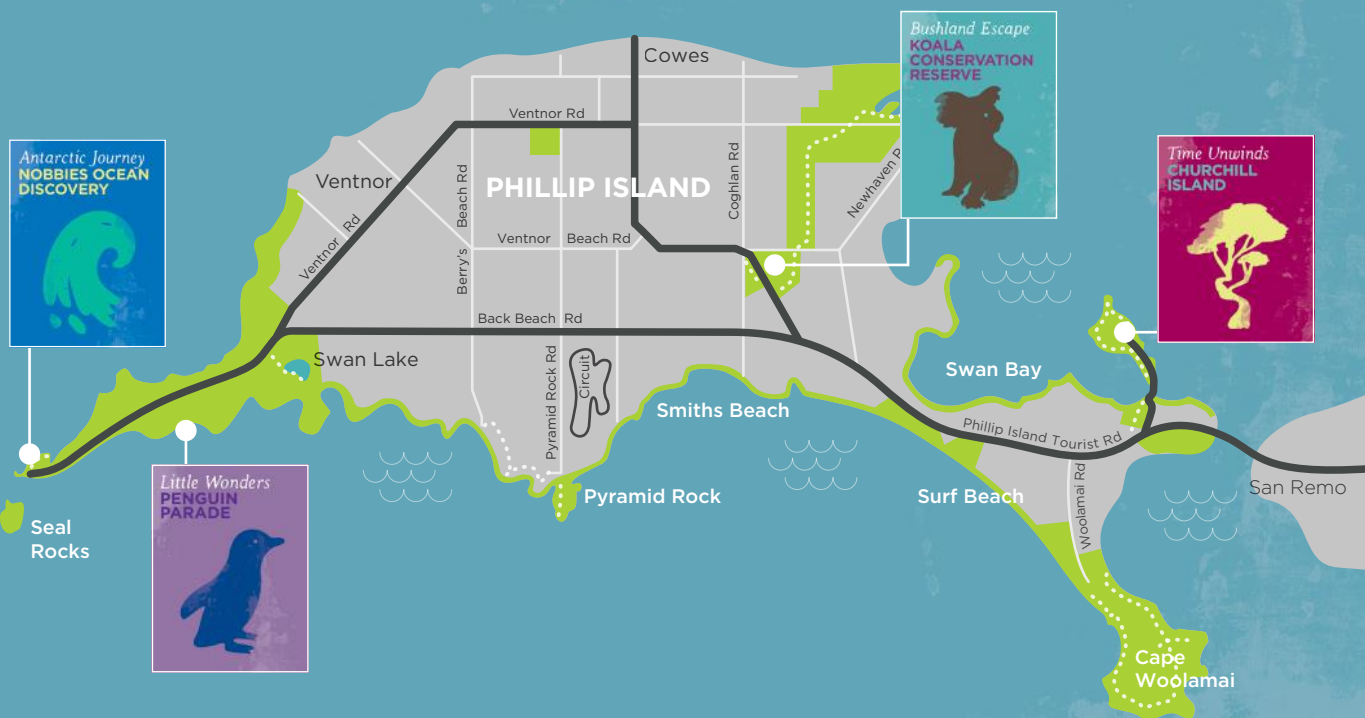 Cowes
Bushland Escape
KOALA
CONSERVATION
RESERVE
Ventnor Rd
Antarctic Journey
NOBBIES OCEAN
DISCOVERY
Time Unwinds
CHURCHILL
ISLAND
Ventnor
Beach Rd
PHILLIP ISLAND
Coghlan Rd
Newhaven
Ventnor Rd
Ventnor Beach Rd
Berry's
Back Beach Rd
Swan Lake
Pyramid Rock Rd
Circuit
Swan Bay
Smiths Beach
Phillip Island Tourist Rd
Little Wonders
PENGUIN
PARADE
Pyramid Rock
Surf Beach
Woolamai Rd
San Remo
Seal
Rocks
Cape
Woolamai